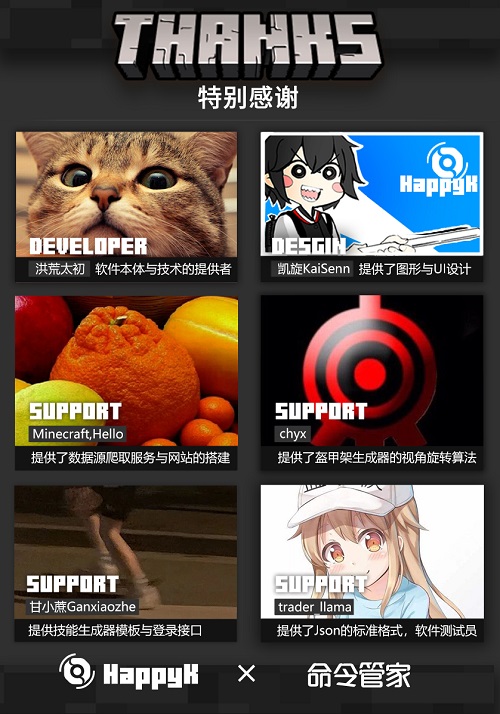 THANKS
特别感谢
DEVELOPER
洪荒太初 软件本体与技术的提供者
HappyK
DESGIN
凯旋KaiSenn 提供了图形与UI设计
SUPPORT
Minecraft,Hello
提供了数据源爬取服务与网站的搭建
SUPPORT
chyx
提供了盔甲架生成器的视角旋转算法
SUPPORT
甘小蔗Ganxiaozhe
提供技能生成器模板与登录接口
SUPPORT
trader_llama
提供了Json的标准格式，软件测试员
HappyK × 命令管家